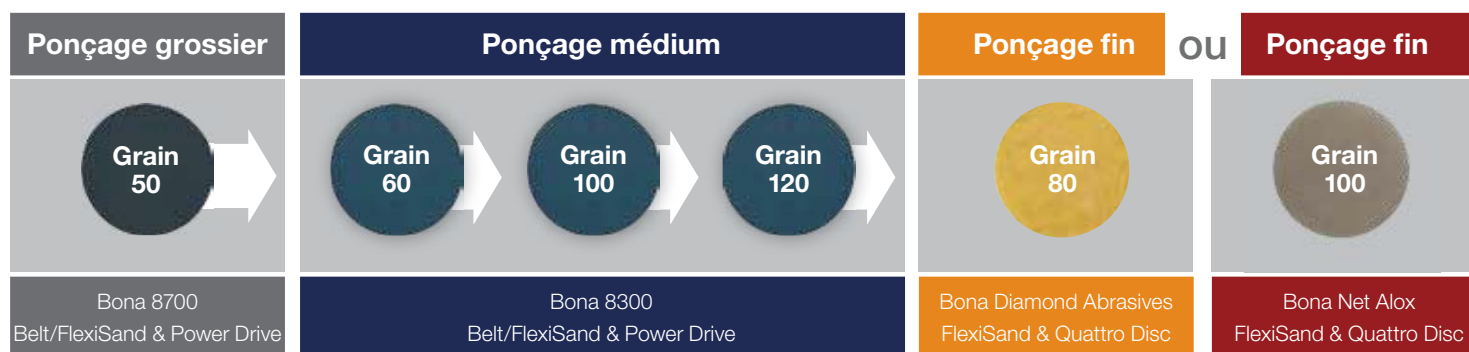 Ponçage grossier
Ponçage médium
Ponçage fin
ou
Ponçage fin
Grain
50
Grain
60
Grain
100
Grain
120
Grain
80
Grain
100
Bona 8700
Belt/FlexiSand & Power Drive
Bona 8300
Belt/FlexiSand & Power Drive
Bona Diamond Abrasives
FlexiSand & Quattro Disc
Bona Net Alox
FlexiSand & Quattro Disc